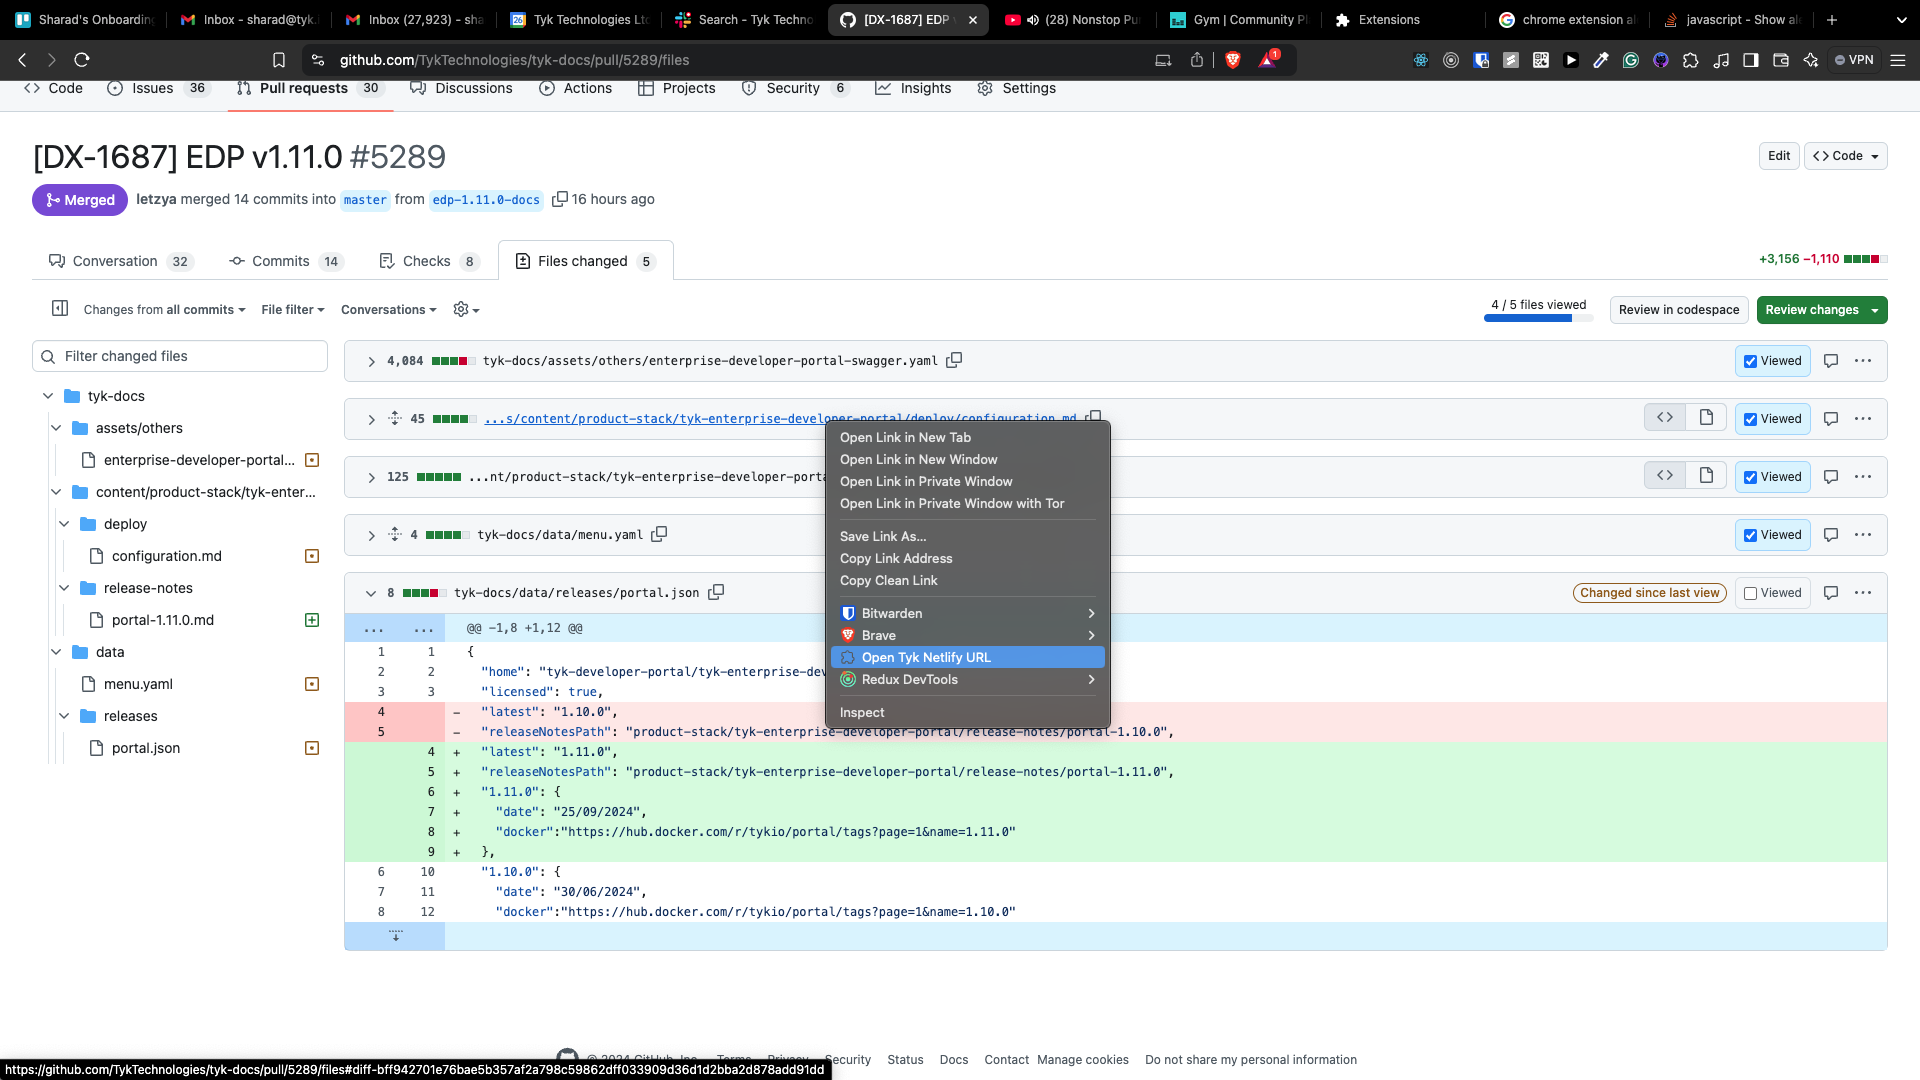 Sharad's Onboarding
Inbox - sharad@tyk.i
Inbox (27,923) - sha
26
Tyk Technologies Lt
Search - Tyk Techno
[DX-1687] EDP
(28) Nonstop Pu
Gym | Community P
Extensions
chrome extension al
javascript - Show al
github.com/TykTechnologies/tyk-docs/pull/5289/files
1
VPN
Code
Issues 36
Pull requests 30
Discussions
Actions
Projects
Security 6
Insights
Settings
[DX-1687] EDP v1.11.0 #5289
Edit
<> Code
Merged
letzya merged 14 commits into master from edp-1.11.0-docs 16 hours ago
Conversation 32
Commits 14
Checks 8
Files changed 5
+3,156 −1,110
Changes from all commits
File filter
Conversations
4 / 5 files viewed
Review in codespace
Review changes
Filter changed files
tyk-docs
assets/others
enterprise-developer-portal...
content/product-stack/tyk-enter...
deploy
configuration.md
release-notes
portal-1.11.0.md
data
menu.yaml
releases
portal.json
4,084 tyk-docs/assets/others/enterprise-developer-portal-swagger.yaml
Viewed
45 ...s/content/product-stack/tyk-enterprise-developer-portal/deploy/configuration.md
Viewed
125 ...nt/product-stack/tyk-enterprise-developer-porta
Viewed
4 tyk-docs/data/menu.yaml
Viewed
8 tyk-docs/data/releases/portal.json
Changed since last view
Viewed
... ... @@ -1,8 +1,12 @@
1 1 {
2 2 "home": "tyk-developer-portal/tyk-enterprise-dev
3 3 "licensed": true,
4 - "latest": "1.10.0",
5 - "releaseNotesPath": "product-stack/tyk-enterprise-developer-portal/release-notes/portal-1.10.0",
4 + "latest": "1.11.0",
5 + "releaseNotesPath": "product-stack/tyk-enterprise-developer-portal/release-notes/portal-1.11.0",
6 + "1.11.0": {
7 + "date": "25/09/2024",
8 + "docker":"https://hub.docker.com/r/tykio/portal/tags?page=1&name=1.11.0"
9 + },
6 10 "1.10.0": {
7 11 "date": "30/06/2024",
8 12 "docker":"https://hub.docker.com/r/tykio/portal/tags?page=1&name=1.10.0"
Open Link in New Tab
Open Link in New Window
Open Link in Private Window
Open Link in Private Window with Tor
Save Link As...
Copy Link Address
Copy Clean Link
Bitwarden
Brave
Open Tyk Netlify URL
Redux DevTools
Inspect
© 2024 GitHub, Inc.
Terms
Privacy
Security
Status
Docs
Contact
Manage cookies
Do not share my personal information
https://github.com/TykTechnologies/tyk-docs/pull/5289/files#diff-bff942701e76bae5b357af2a798c59862dff033909d36d1d2bba2d878add91dd